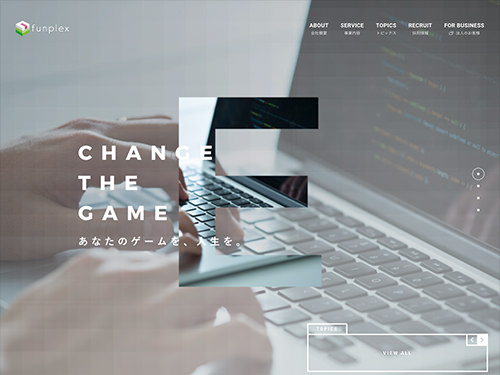 funplex
ABOUT
会社概要
SERVICE
事業内容
TOPICS
トピックス
RECRUIT
採用情報
FOR BUSINESS
法人のお客様
CHANGE
THE
GAME
あなたのゲームを、人生を。
TOPICS
VIEW ALL